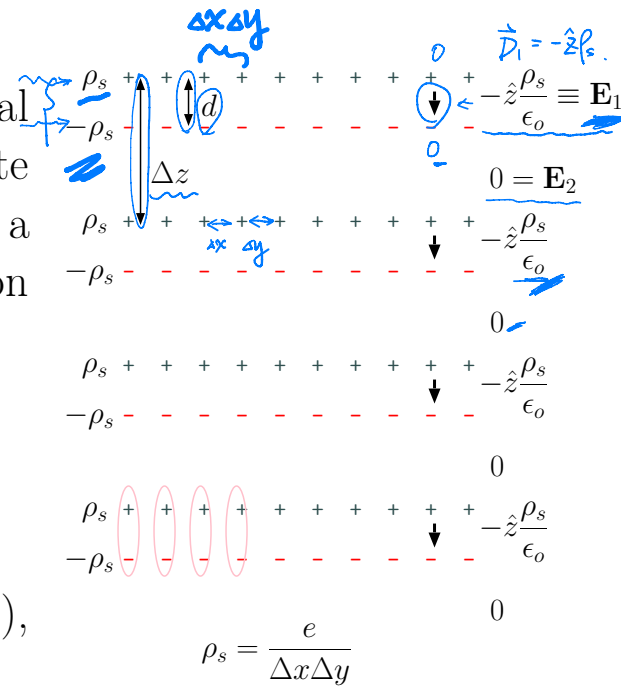 ΔxΔy
ρ_s + + + + + + + + + + 0 D⃗₁ = -ẑρ_s.
al d -ẑ ρ_s/ϵ_o ≡ E₁
-ρ_s - - - - - - - - - - 0
te Δz 0 = E₂
a ρ_s + + + + + + + + + + -ẑ ρ_s/ϵ_o
Δx Δy
on -ρ_s - - - - - - - - - -
0
ρ_s + + + + + + + + + + -ẑ ρ_s/ϵ_o
-ρ_s - - - - - - - - - -
0
ρ_s + + + + + + + + + + -ẑ ρ_s/ϵ_o
-ρ_s - - - - - - - - - -
0
),
ρ_s = e/ΔxΔy